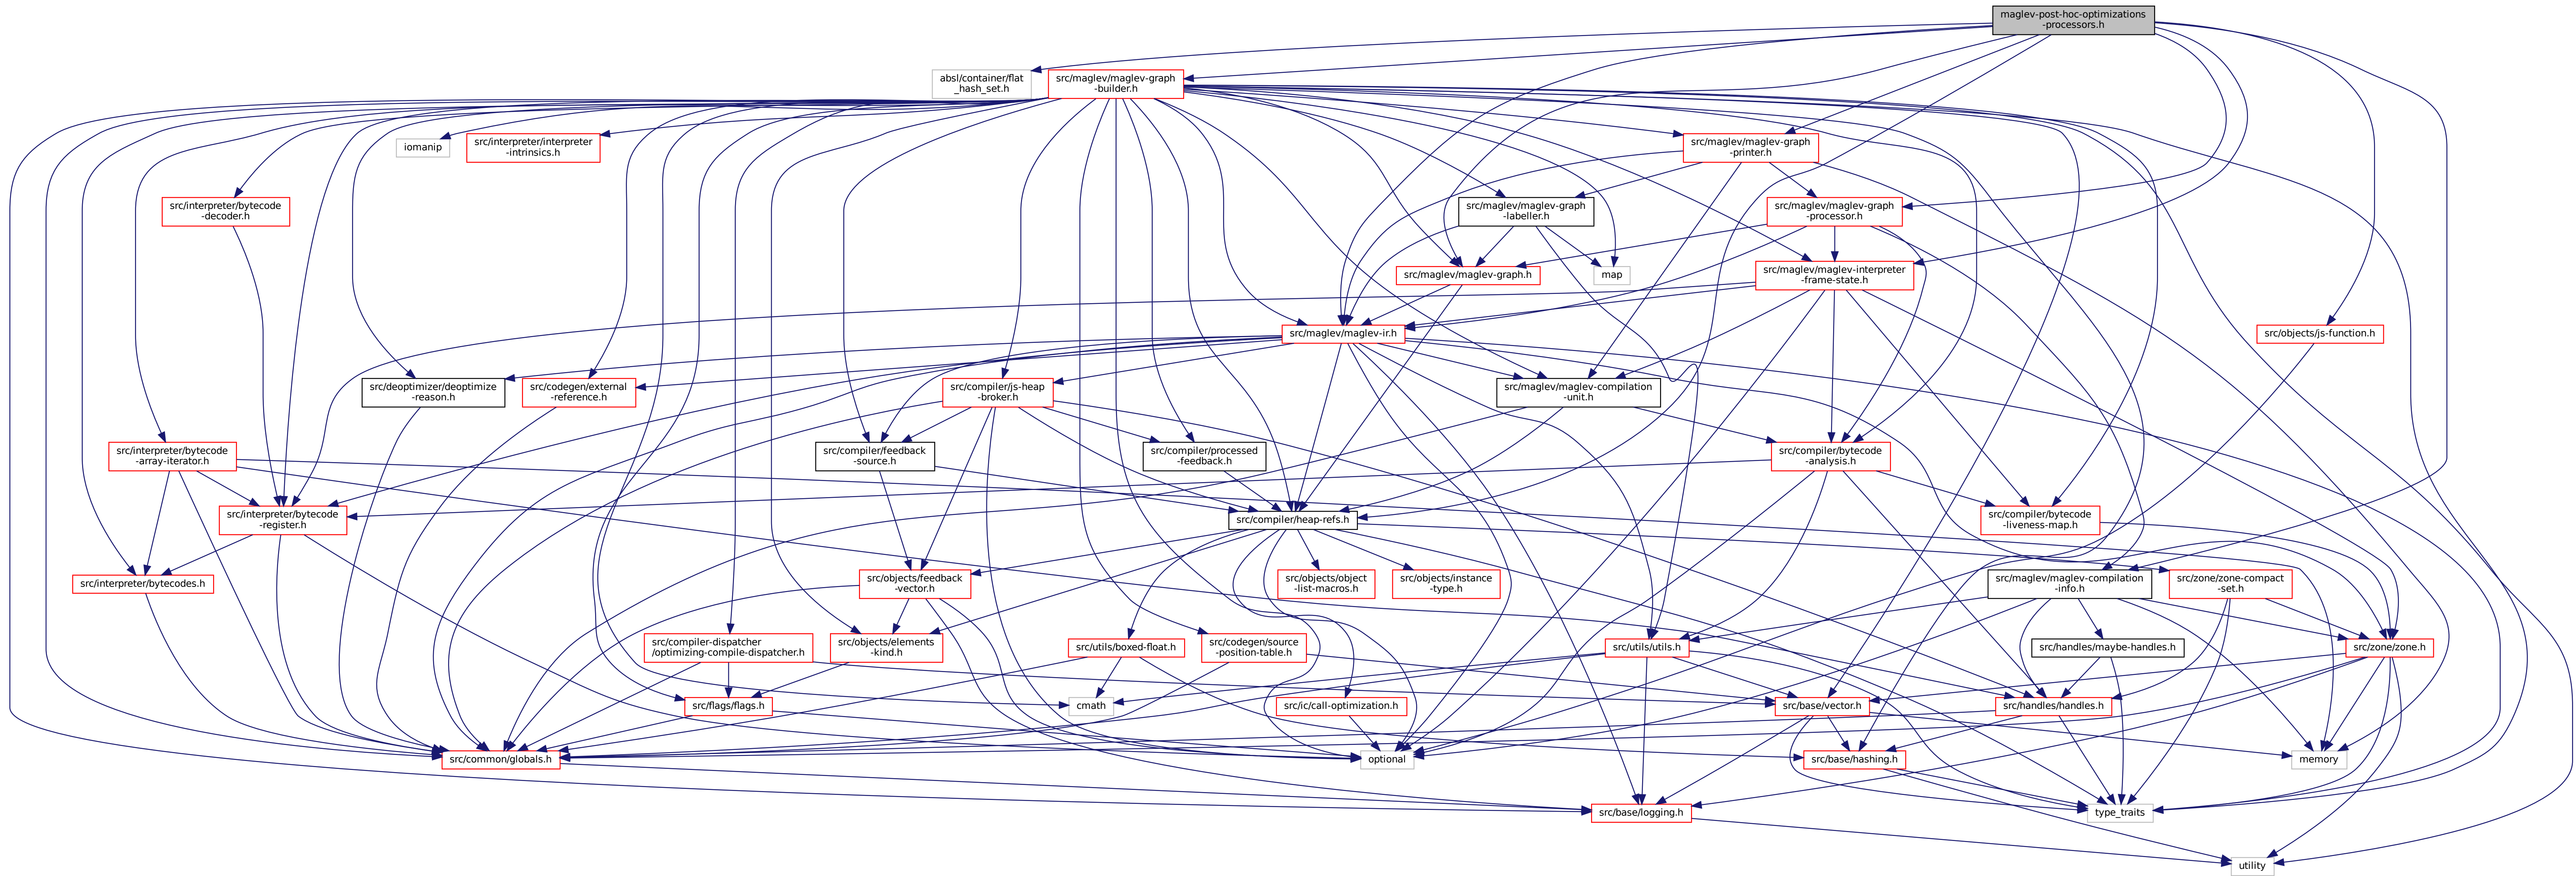 maglev-post-hoc-optimizations
-processors.h
absl/container/flat
_hash_set.h
src/maglev/maglev-graph
-builder.h
iomanip
src/interpreter/interpreter
-intrinsics.h
src/maglev/maglev-graph
-printer.h
src/interpreter/bytecode
-decoder.h
src/maglev/maglev-graph
-labeller.h
src/maglev/maglev-graph
-processor.h
src/maglev/maglev-graph.h
map
src/maglev/maglev-interpreter
-frame-state.h
src/maglev/maglev-ir.h
src/objects/js-function.h
src/deoptimizer/deoptimize
-reason.h
src/codegen/external
-reference.h
src/compiler/js-heap
-broker.h
src/maglev/maglev-compilation
-unit.h
src/interpreter/bytecode
-array-iterator.h
src/compiler/feedback
-source.h
src/compiler/processed
-feedback.h
src/compiler/bytecode
-analysis.h
src/interpreter/bytecode
-register.h
src/compiler/heap-refs.h
src/compiler/bytecode
-liveness-map.h
src/interpreter/bytecodes.h
src/objects/feedback
-vector.h
src/objects/object
-list-macros.h
src/objects/instance
-type.h
src/maglev/maglev-compilation
-info.h
src/zone/zone-compact
-set.h
src/compiler-dispatcher
/optimizing-compile-dispatcher.h
src/objects/elements
-kind.h
src/utils/boxed-float.h
src/codegen/source
-position-table.h
src/utils/utils.h
src/handles/maybe-handles.h
src/zone/zone.h
src/flags/flags.h
cmath
src/ic/call-optimization.h
src/base/vector.h
src/handles/handles.h
src/common/globals.h
optional
src/base/hashing.h
memory
src/base/logging.h
type_traits
utility